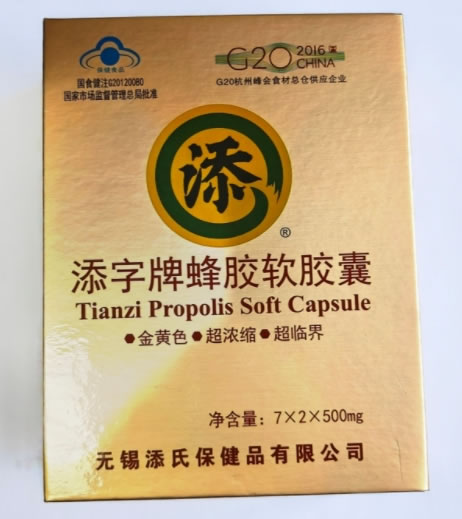 保健食品
国食健注G20120080
国家市场监督管理总局批准
G20 2016 CHINA
G20杭州峰会食材总仓供应企业
添
®
添字牌蜂胶软胶囊
Tianzi Propolis Soft Capsule
●金黄色 ●超浓缩 ●超临界
净含量：7×2×500mg
无锡添氏保健品有限公司